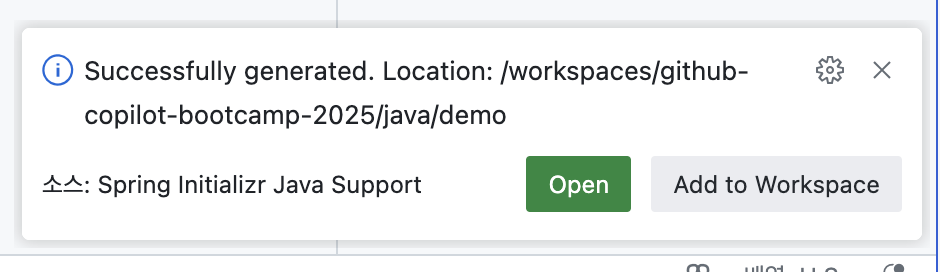 Successfully generated. Location: /workspaces/github-
copilot-bootcamp-2025/java/demo
소스: Spring Initializr Java Support
Open
Add to Workspace